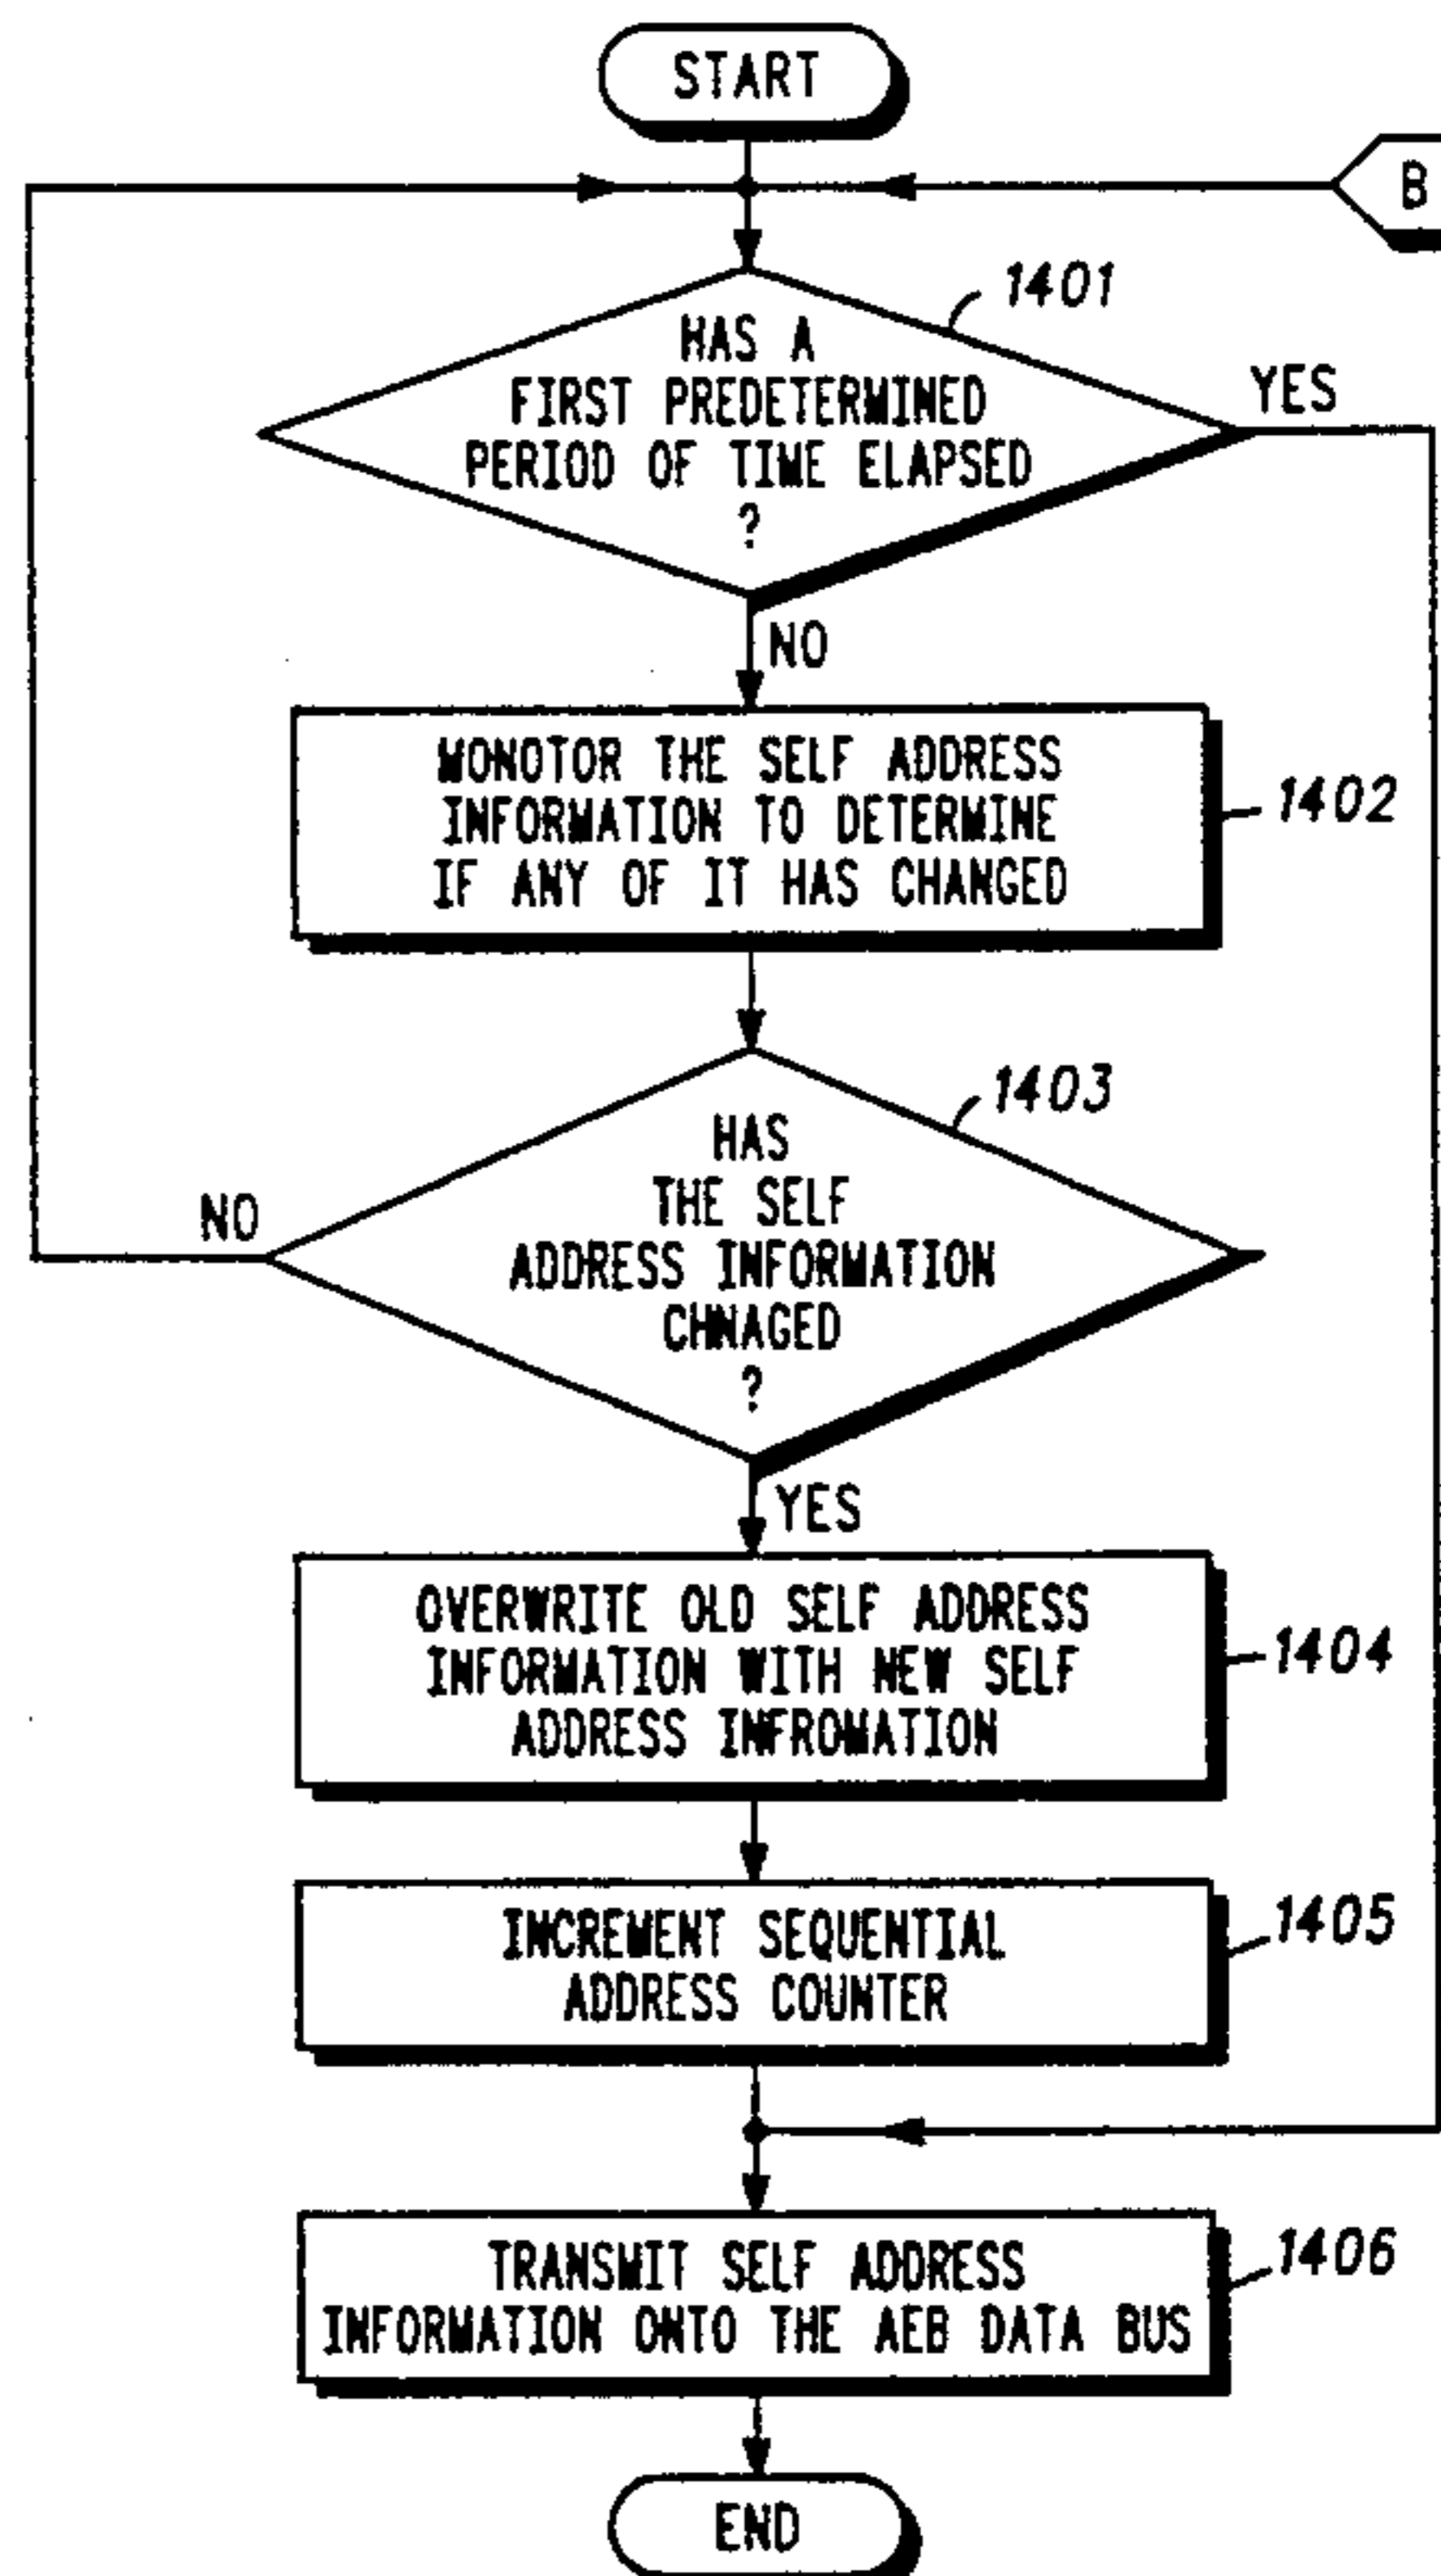 START
B
1401
HAS A
FIRST PREDETERMINED
PERIOD OF TIME ELAPSED
?
YES
NO
MONOTOR THE SELF ADDRESS
INFORMATION TO DETERMINE
IF ANY OF IT HAS CHANGED
1402
1403
HAS
THE SELF
ADDRESS INFORMATION
CHNAGED
?
NO
YES
OVERWRITE OLD SELF ADDRESS
INFORMATION WITH NEW SELF
ADDRESS INFROMATION
1404
INCREMENT SEQUENTIAL
ADDRESS COUNTER
1405
TRANSMIT SELF ADDRESS
INFORMATION ONTO THE AEB DATA BUS
1406
END